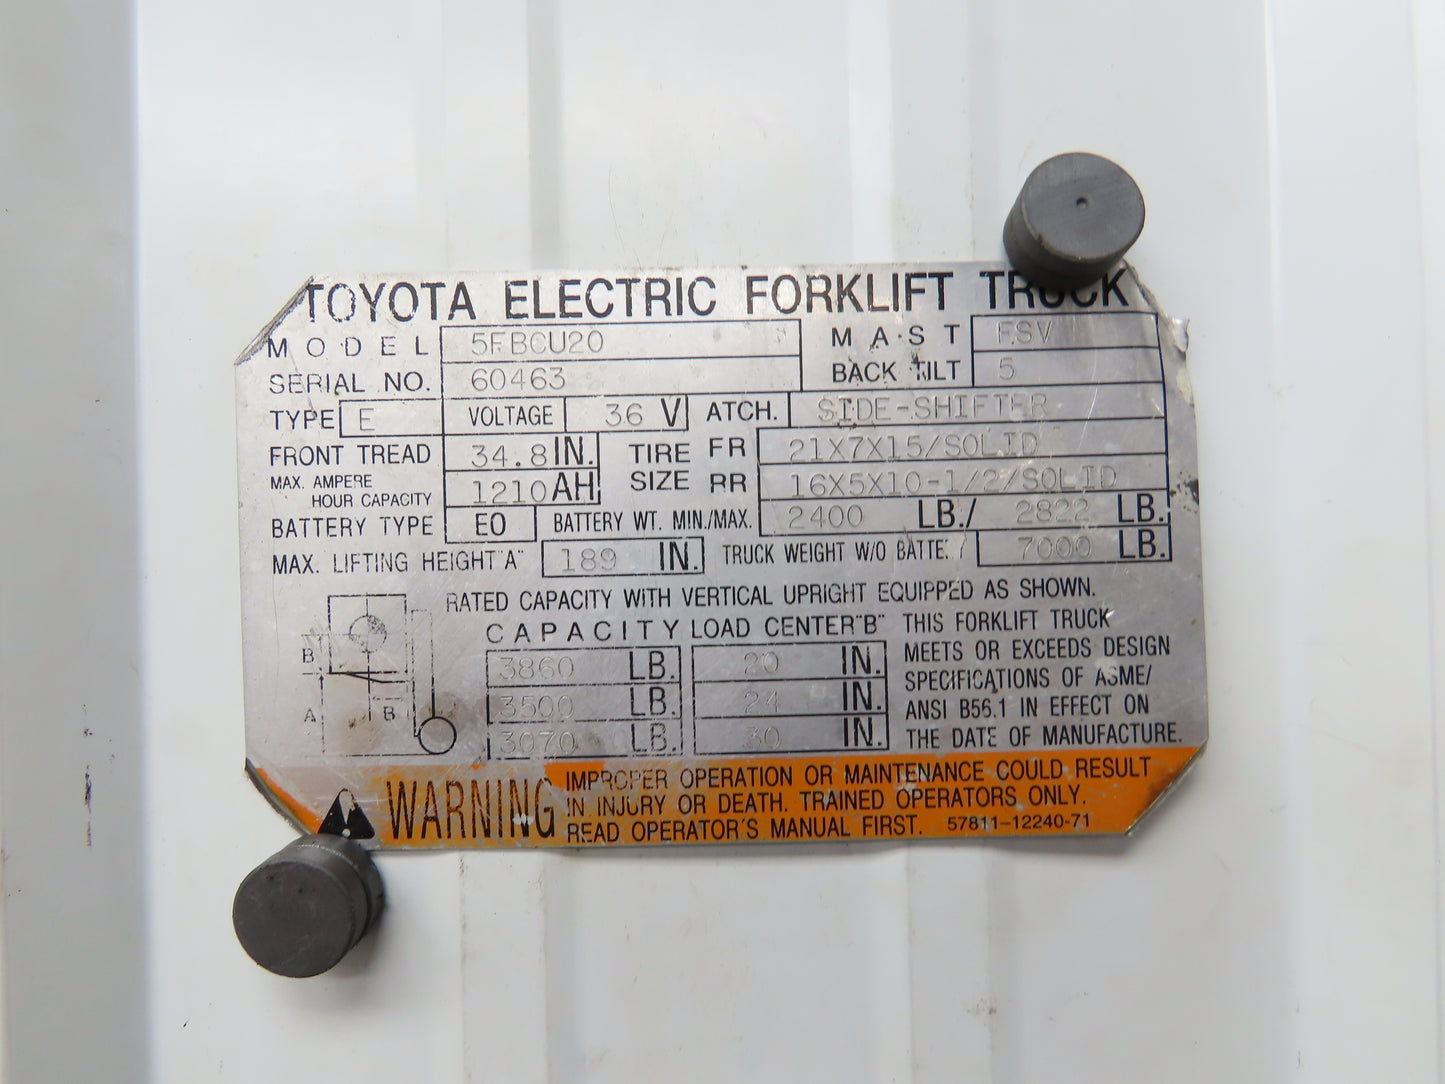 TOYOTA ELECTRIC FORKLIFT TRUCK
MODEL 5FBCU20 MAST FSV
SERIAL NO. 60463 BACK TILT 5
TYPE E VOLTAGE 36 V ATCH. SIDE-SHIFTER
FRONT TREAD 34.8 IN. TIRE SIZE FR 21X7X15/SOLID
MAX. AMPERE HOUR CAPACITY 1210 AH RR 16X5X10-1/2/SOLID
BATTERY TYPE EO BATTERY WT. MIN./MAX. 2400 LB./ 2822 LB.
MAX. LIFTING HEIGHT "A" 189 IN. TRUCK WEIGHT W/O BATTERY 7000 LB.
RATED CAPACITY WITH VERTICAL UPRIGHT EQUIPPED AS SHOWN.
CAPACITY LOAD CENTER "B"
3860 LB. 20 IN.
3500 LB. 24 IN.
3070 LB. 30 IN.
B
A B
THIS FORKLIFT TRUCK
MEETS OR EXCEEDS DESIGN
SPECIFICATIONS OF ASME/
ANSI B56.1 IN EFFECT ON
THE DATE OF MANUFACTURE.
WARNING
IMPROPER OPERATION OR MAINTENANCE COULD RESULT
IN INJURY OR DEATH. TRAINED OPERATORS ONLY.
READ OPERATOR'S MANUAL FIRST. 57811-12240-71